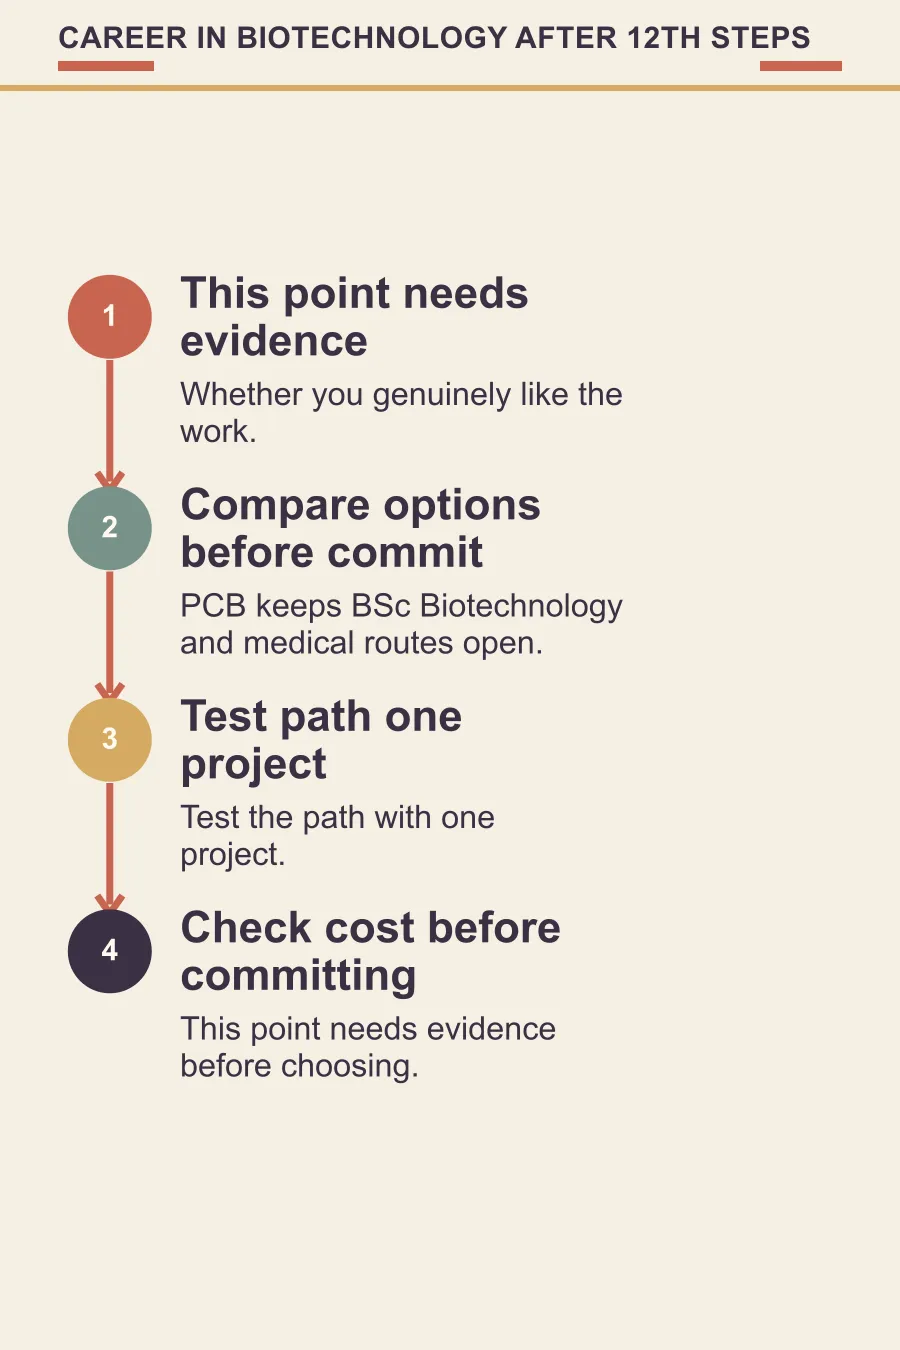 CAREER IN BIOTECHNOLOGY AFTER 12TH STEPS
1
This point needs
evidence
Whether you genuinely like the
work.
2
Compare options
before commit
PCB keeps BSc Biotechnology
and medical routes open.
3
Test path one
project
Test the path with one
project.
4
Check cost before
committing
This point needs evidence
before choosing.